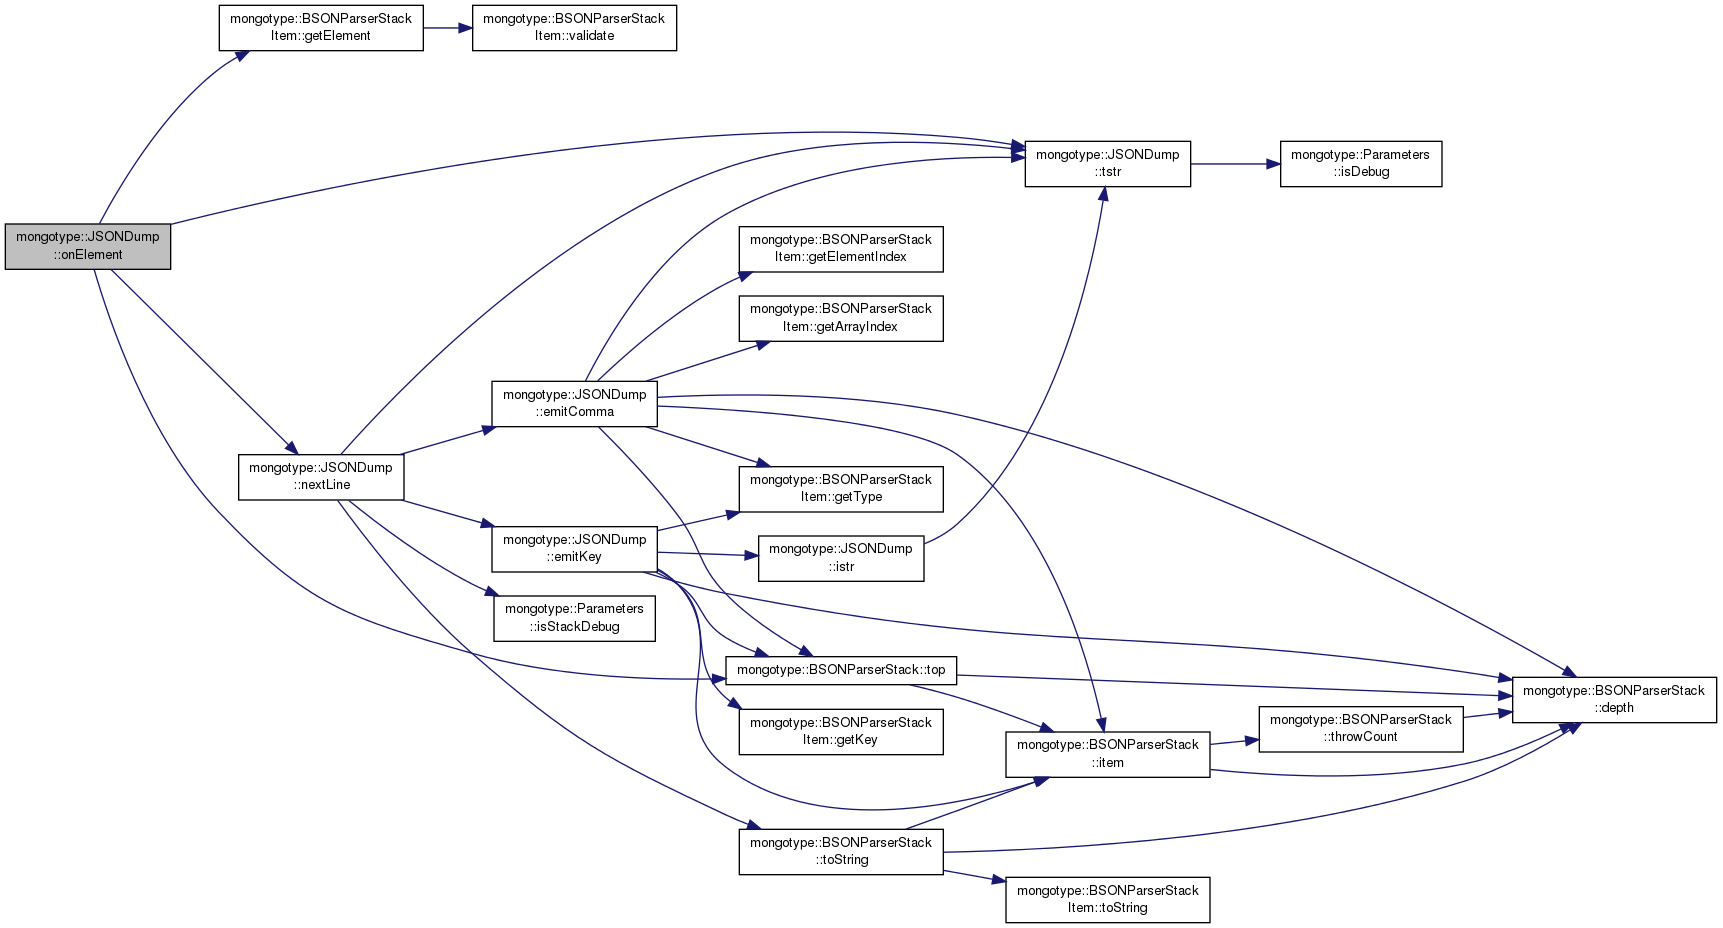 mongotype::BSONParserStack
Item::getElement
mongotype::BSONParserStack
Item::validate
mongotype::JSONDump
::tstr
mongotype::Parameters
::isDebug
mongotype::JSONDump
::onElement
mongotype::BSONParserStack
Item::getElementIndex
mongotype::BSONParserStack
Item::getArrayIndex
mongotype::JSONDump
::emitComma
mongotype::JSONDump
::nextLine
mongotype::BSONParserStack
Item::getType
mongotype::JSONDump
::emitKey
mongotype::JSONDump
::istr
mongotype::Parameters
::isStackDebug
mongotype::BSONParserStack::top
mongotype::BSONParserStack
::depth
mongotype::BSONParserStack
Item::getKey
mongotype::BSONParserStack
::throwCount
mongotype::BSONParserStack
::item
mongotype::BSONParserStack
::toString
mongotype::BSONParserStack
Item::toString